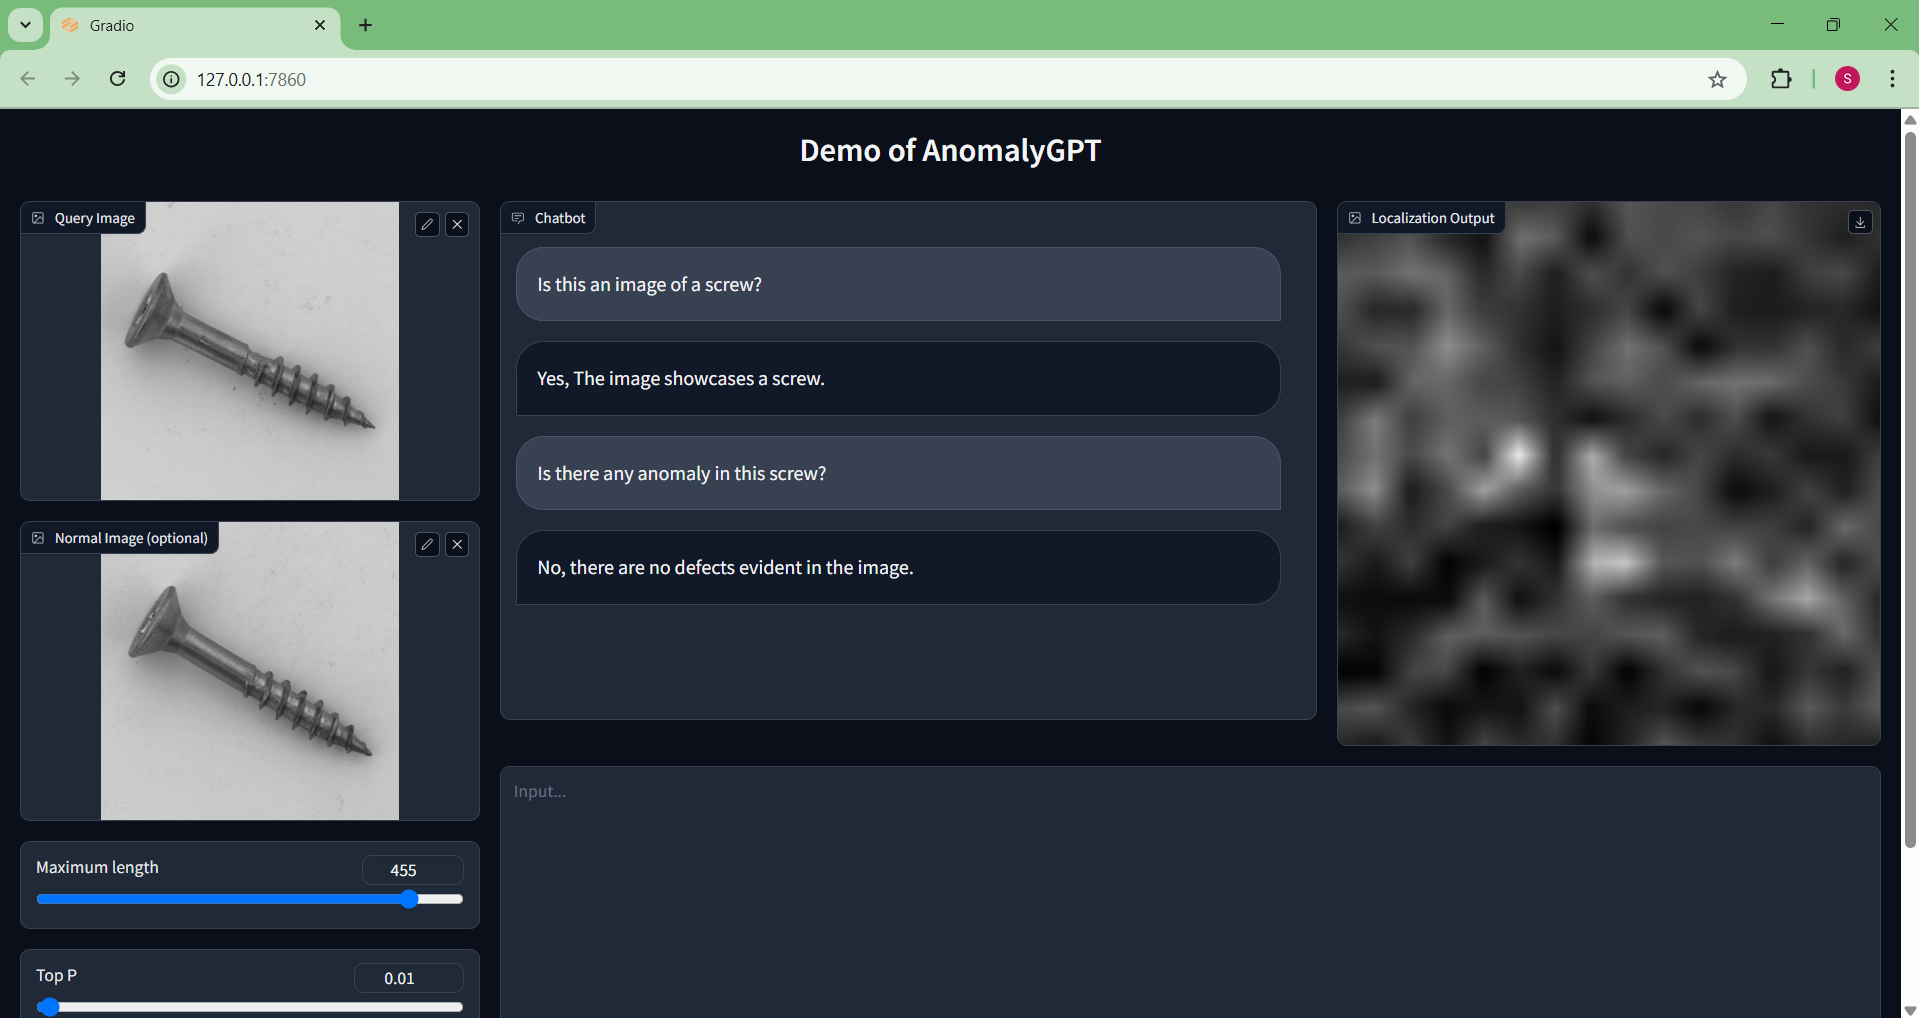 Gradio
127.0.0.1:7860
S
Demo of AnomalyGPT
Query Image
Chatbot
Is this an image of a screw?
Yes, The image showcases a screw.
Is there any anomaly in this screw?
No, there are no defects evident in the image.
Localization Output
Normal Image (optional)
Input...
Maximum length
455
Top P
0.01